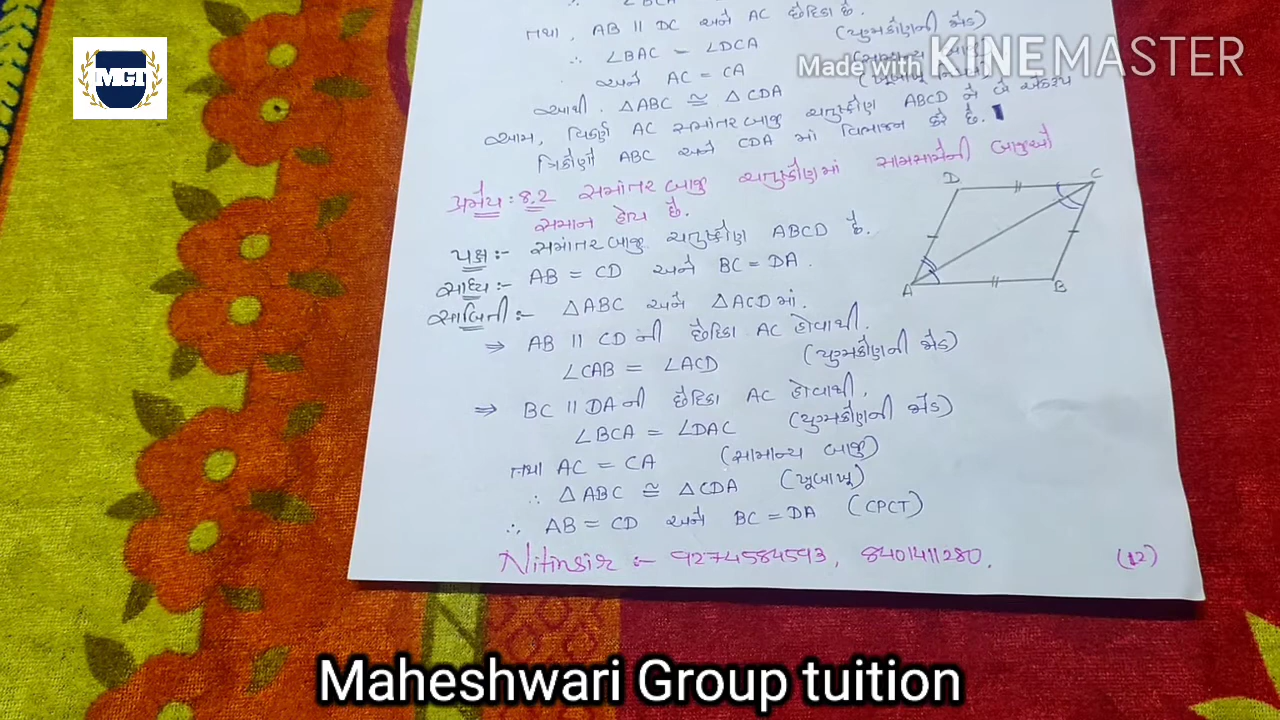 MGT
Made With KINEMASTER
∴ ∠BCA
તથા, AB || DC અને AC છેદિકા છે.
∴ ∠BAC = ∠DCA (યુગ્મકોણની જોડ)
અને AC = CA
આથી. △ABC ≅ △CDA
આમ, વિકર્ણ AC સમાંતરબાજુ ચતુષ્કોણ ABCD ને બે એકરૂપ
ત્રિકોણો ABC અને CDA માં વિભાજન કરે છે.
પ્રમેય : 8.2 સમાંતરબાજુ ચતુષ્કોણમાં સામસામેની બાજુઓ
સમાન હોય છે.
પક્ષ :- સમાંતરબાજુ ચતુષ્કોણ ABCD છે.
સાધ્ય :- AB = CD અને BC = DA.
સાબિતી :- △ABC અને △ACD માં.
⇒ AB || CD ની છેદિકા AC હોવાથી.
∠CAB = ∠ACD (યુગ્મકોણની જોડ)
⇒ BC || DA ની છેદિકા AC હોવાથી,
∠BCA = ∠DAC (યુગ્મકોણની જોડ)
તથા AC = CA (સામાન્ય બાજુ)
∴ △ABC ≅ △CDA (ખૂબાખૂ)
∴ AB = CD અને BC = DA (CPCT)
D C
A B
Nitinsir :- 9274584593, 8401411280.
(12)
Maheshwari Group tuition